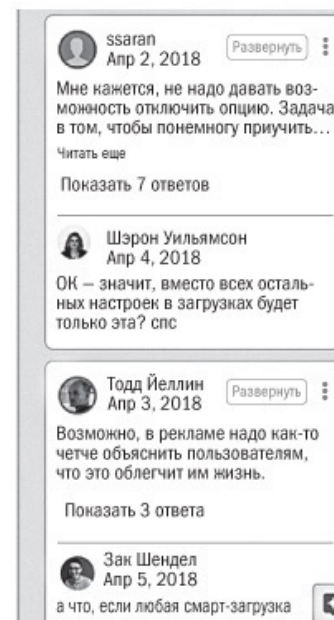 ssaran
Апр 2, 2018
Развернуть
Мне кажется, не надо давать воз-
можность отключить опцию. Задача
в том, чтобы понемногу приучить...
Читать еще
Показать 7 ответов
Шэрон Уильямсон
Апр 4, 2018
ОК — значит, вместо всех осталь-
ных настроек в загрузках будет
только эта? спс
Тодд Йеллин
Апр 3, 2018
Развернуть
Возможно, в рекламе надо как-то
четче объяснить пользователям,
что это облегчит им жизнь.
Показать 3 ответа
Зак Шендел
Апр 5, 2018
а что, если любая смарт-загрузка